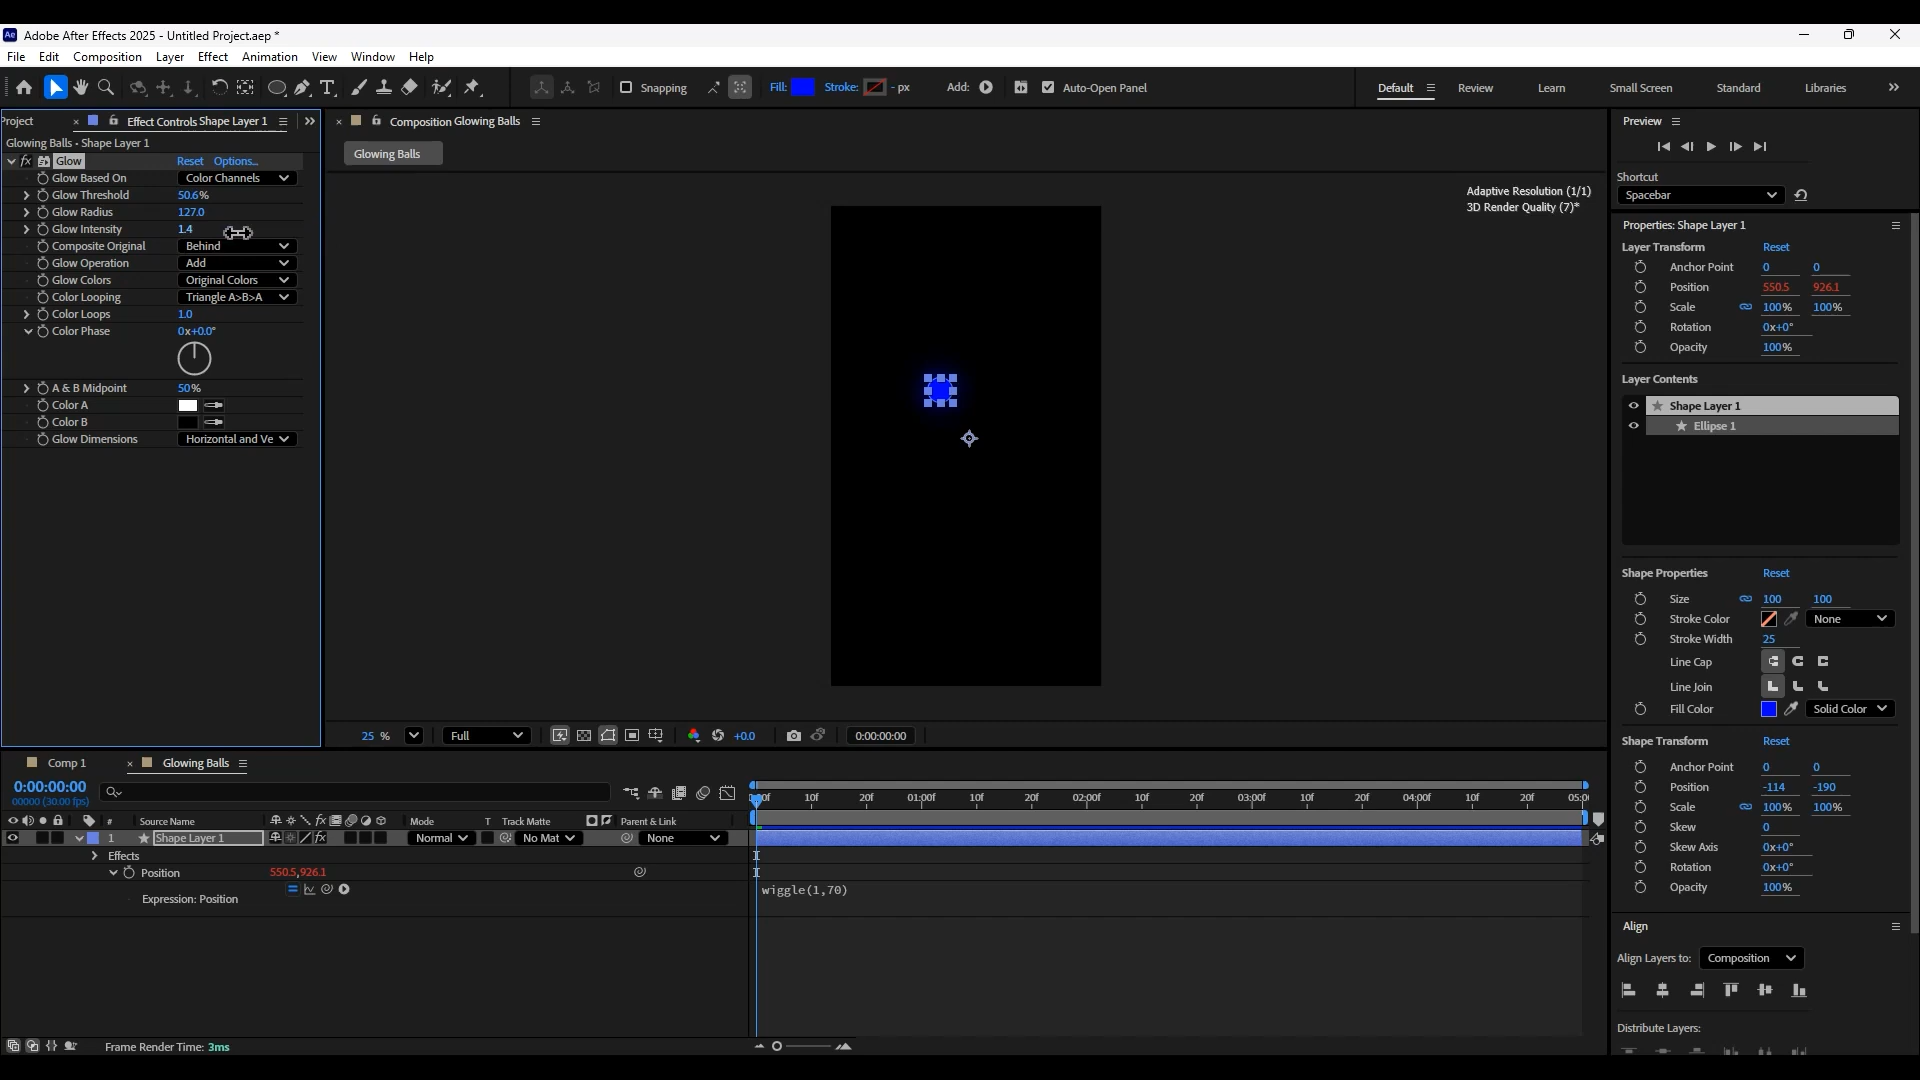 Adobe After Effects 2025 - Untitled Project.aep *
File Edit Composition Layer Effect Animation View Window Help
Snapping Fill: Stroke: - px Add: Auto-Open Panel Default Review Learn Small Screen Standard Libraries
Project Effect Controls Shape Layer 1
Glowing Balls • Shape Layer 1
fx Glow Reset Options...
Glow Based On Color Channels
Glow Threshold 50.6%
Glow Radius 127.0
Glow Intensity 1.4
Composite Original Behind
Glow Operation Add
Glow Colors Original Colors
Color Looping Triangle A>B>A
Color Loops 1.0
Color Phase 0x+0.0°
A & B Midpoint 50%
Color A
Color B
Glow Dimensions Horizontal and Ve
Composition Glowing Balls
Glowing Balls
Adaptive Resolution (1/1)
3D Render Quality (7)*
25 % Full +0.0 0:00:00:00
Preview
Shortcut
Spacebar
Properties: Shape Layer 1
Layer Transform Reset
Anchor Point 0 0
Position 550.5 926.1
Scale 100% 100%
Rotation 0x+0°
Opacity 100%
Layer Contents
Shape Layer 1
Ellipse 1
Shape Properties Reset
Size 100 100
Stroke Color None
Stroke Width 25
Line Cap
Line Join
Fill Color Solid Color
Shape Transform Reset
Anchor Point 0 0
Position -114 -190
Scale 100% 100%
Skew 0
Skew Axis 0x+0°
Rotation 0x+0°
Opacity 100%
Align
Align Layers to: Composition
Distribute Layers:
Comp 1 Glowing Balls
0:00:00:00
00000 (30.00 fps)
10f 20f 01:00f 10f 20f 02:00f 10f 20f 03:00f 10f 20f 04:00f 10f 20f 05:0
# Source Name fx Mode T Track Matte Parent & Link
1 Shape Layer 1 fx Normal No Mat None
Effects
Position 550.5,926.1
Expression: Position wiggle(1,70)
Frame Render Time: 3ms